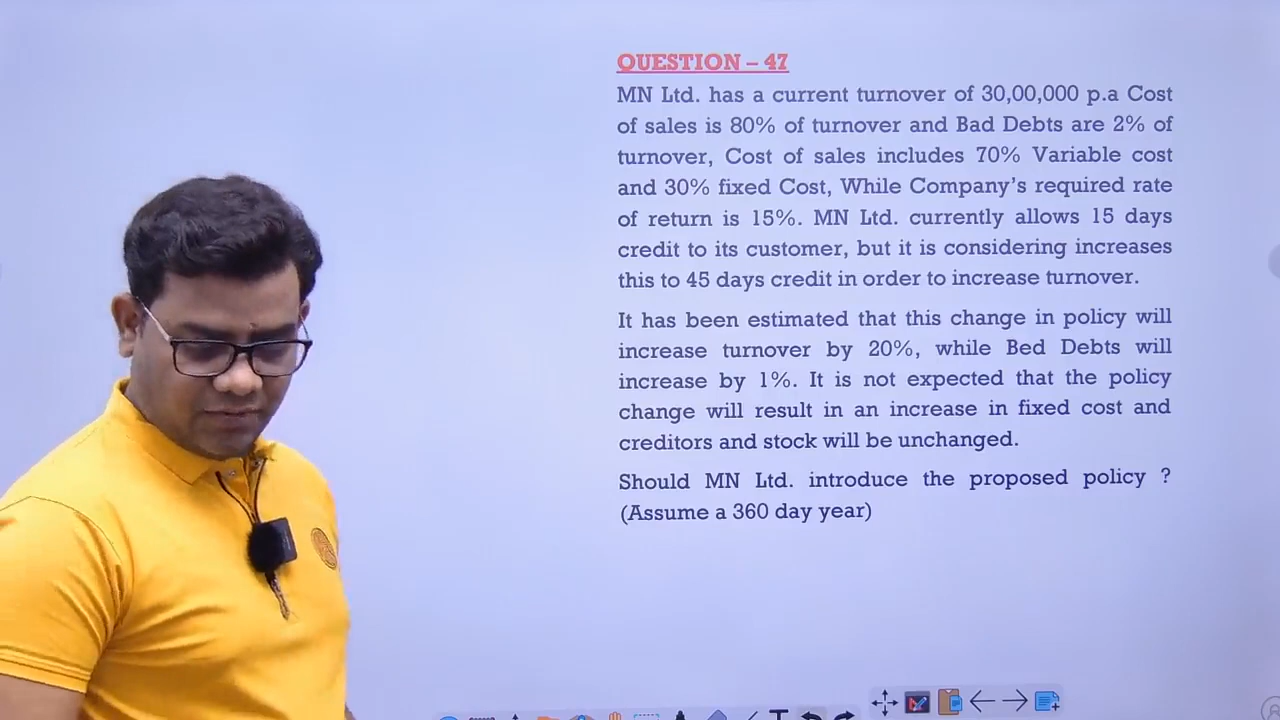 QUESTION – 47
MN Ltd. has a current turnover of 30,00,000 p.a Cost
of sales is 80% of turnover and Bad Debts are 2% of
turnover, Cost of sales includes 70% Variable cost
and 30% fixed Cost, While Company's required rate
of return is 15%. MN Ltd. currently allows 15 days
credit to its customer, but it is considering increases
this to 45 days credit in order to increase turnover.
It has been estimated that this change in policy will
increase turnover by 20%, while Bed Debts will
increase by 1%. It is not expected that the policy
change will result in an increase in fixed cost and
creditors and stock will be unchanged.
Should MN Ltd. introduce the proposed policy ?
(Assume a 360 day year)